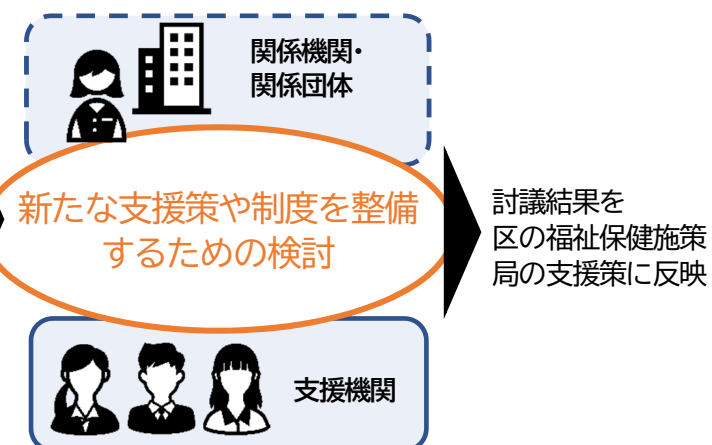 関係機関・
関係団体
新たな支援策や制度を整備
するための検討
討議結果を
区の福祉保健施策
局の支援策に反映
支援機関